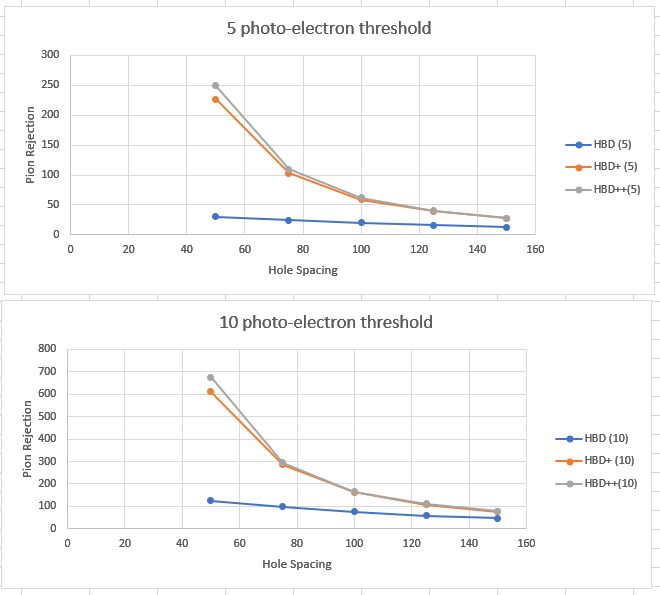 5 photo-electron threshold
300
250
200
150
100
50
0
0 20 40 60 80 100 120 140 160
Pion Rejection
Hole Spacing
HBD (5)
HBD+ (5)
HBD++(5)
10 photo-electron threshold
800
700
600
500
400
300
200
100
0
0 20 40 60 80 100 120 140 160
Pion Rejection
Hole Spacing
HBD (10)
HBD+ (10)
HBD++(10)